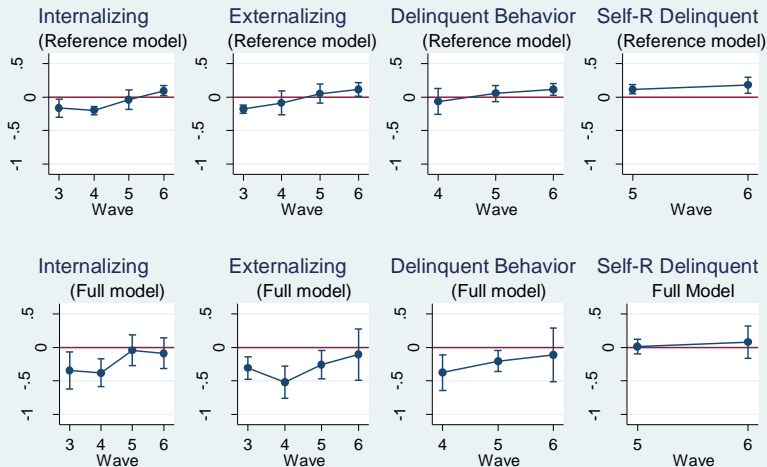 Internalizing
(Reference model)
.5
0
-.5
-1
3 4 5 6
Wave
Externalizing
(Reference model)
.5
0
-.5
-1
3 4 5 6
Wave
Delinquent Behavior
(Reference model)
.5
0
-.5
-1
4 5 6
Wave
Self-R Delinquent
(Reference model)
.5
0
-.5
-1
5 6
Wave
Internalizing
(Full model)
.5
0
-.5
-1
3 4 5 6
Wave
Externalizing
(Full model)
.5
0
-.5
-1
3 4 5 6
Wave
Delinquent Behavior
(Full model)
.5
0
-.5
-1
4 5 6
Wave
Self-R Delinquent
Full Model
.5
0
-.5
-1
5 6
Wave